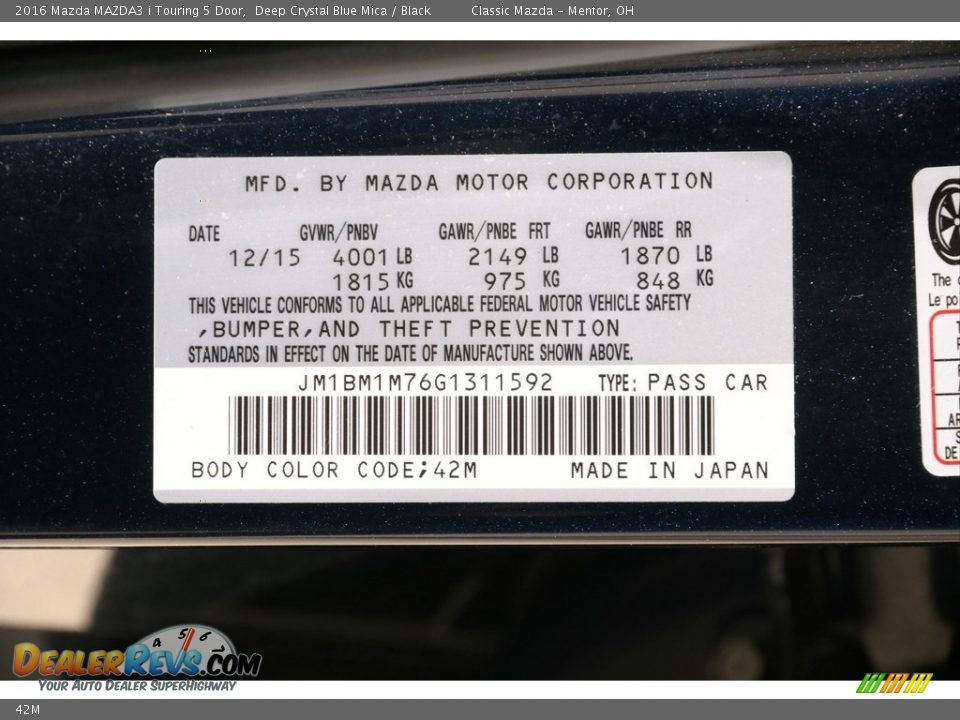 2016 Mazda MAZDA3 i Touring 5 Door, Deep Crystal Blue Mica / Black Classic Mazda - Mentor, OH
MFD. BY MAZDA MOTOR CORPORATION
DATE GVWR/PNBV GAWR/PNBE FRT GAWR/PNBE RR
12/15 4001 LB 2149 LB 1870 LB
1815 KG 975 KG 848 KG
THIS VEHICLE CONFORMS TO ALL APPLICABLE FEDERAL MOTOR VEHICLE SAFETY
,BUMPER,AND THEFT PREVENTION
STANDARDS IN EFFECT ON THE DATE OF MANUFACTURE SHOWN ABOVE.
JM1BM1M76G1311592 TYPE: PASS CAR
BODY COLOR CODE;42M MADE IN JAPAN
The
Le
4 5 6
DEALERREVS.COM
YOUR AUTO DEALER SUPERHIGHWAY
42M